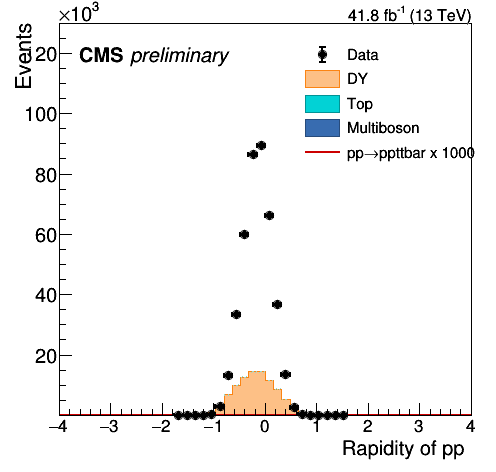 ×10³
41.8 fb⁻¹ (13 TeV)
Events
CMS preliminary
Data
DY
Top
Multiboson
pp→ppttbar x 1000
20
100
80
60
40
20
−4 −3 −2 −1 0 1 2 3 4
Rapidity of pp